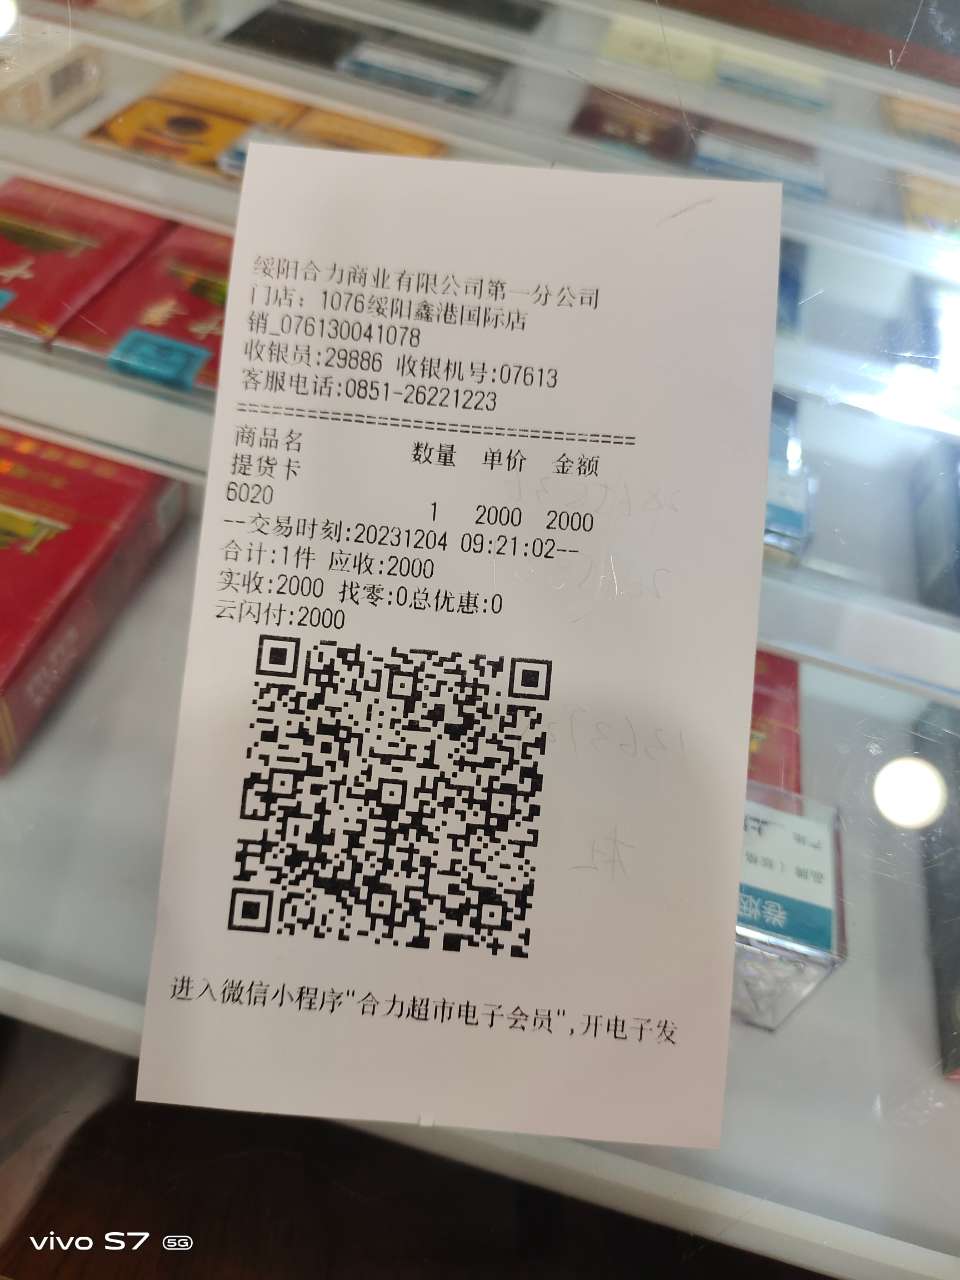 绥阳合力商业有限公司第一分公司
门店：1076绥阳鑫港国际店
销_076130041078
收银员:29886 收银机号:07613
客服电话:0851-26221223
==================================
商品名 数量 单价 金额
提货卡
6020 1 2000 2000
--交易时刻:20231204 09:21:02--
合计:1件 应收:2000
实收:2000 找零:0总优惠:0
云闪付:2000
进入微信小程序"合力超市电子会员",开电子发
卷烟
vivo S7 5G